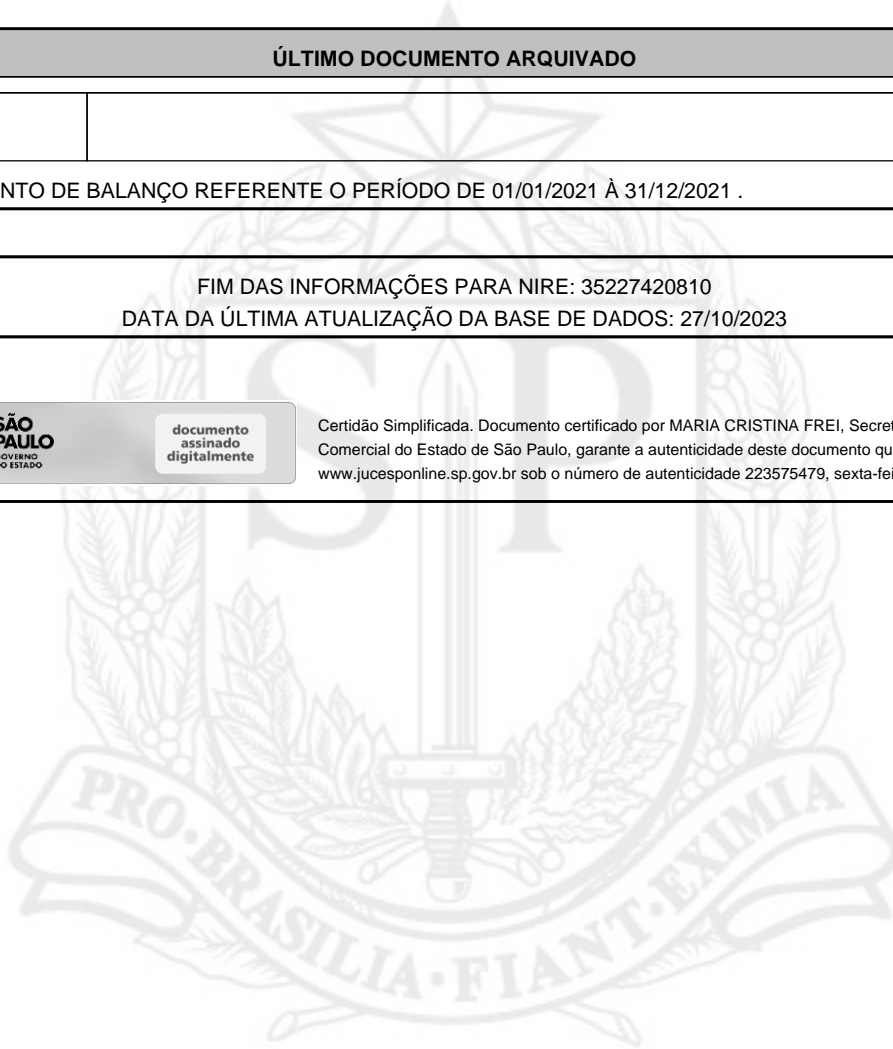 ÚLTIMO DOCUMENTO ARQUIVADO
NTO DE BALANÇO REFERENTE O PERÍODO DE 01/01/2021 À 31/12/2021 .
FIM DAS INFORMAÇÕES PARA NIRE: 35227420810
DATA DA ÚLTIMA ATUALIZAÇÃO DA BASE DE DADOS: 27/10/2023
SÃO
PAULO
GOVERNO
DO ESTADO
documento
assinado
digitalmente
Certidão Simplificada. Documento certificado por MARIA CRISTINA FREI, Secret
Comercial do Estado de São Paulo, garante a autenticidade deste documento qu
www.jucesponline.sp.gov.br sob o número de autenticidade 223575479, sexta-fei
SP
PRO·BRASILIA·FIANT·EXIMIA